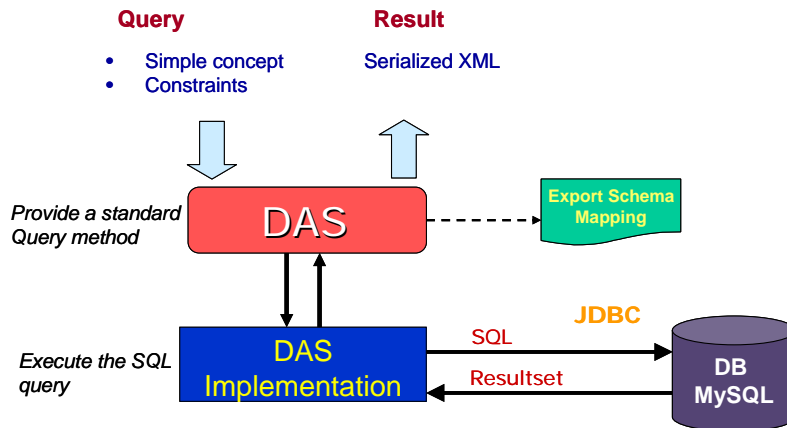 Query
Result
• Simple concept
• Constraints
Serialized XML
Provide a standard
Query method
DAS
Export Schema
Mapping
JDBC
Execute the SQL
query
DAS
Implementation
SQL
Resultset
DB
MySQL